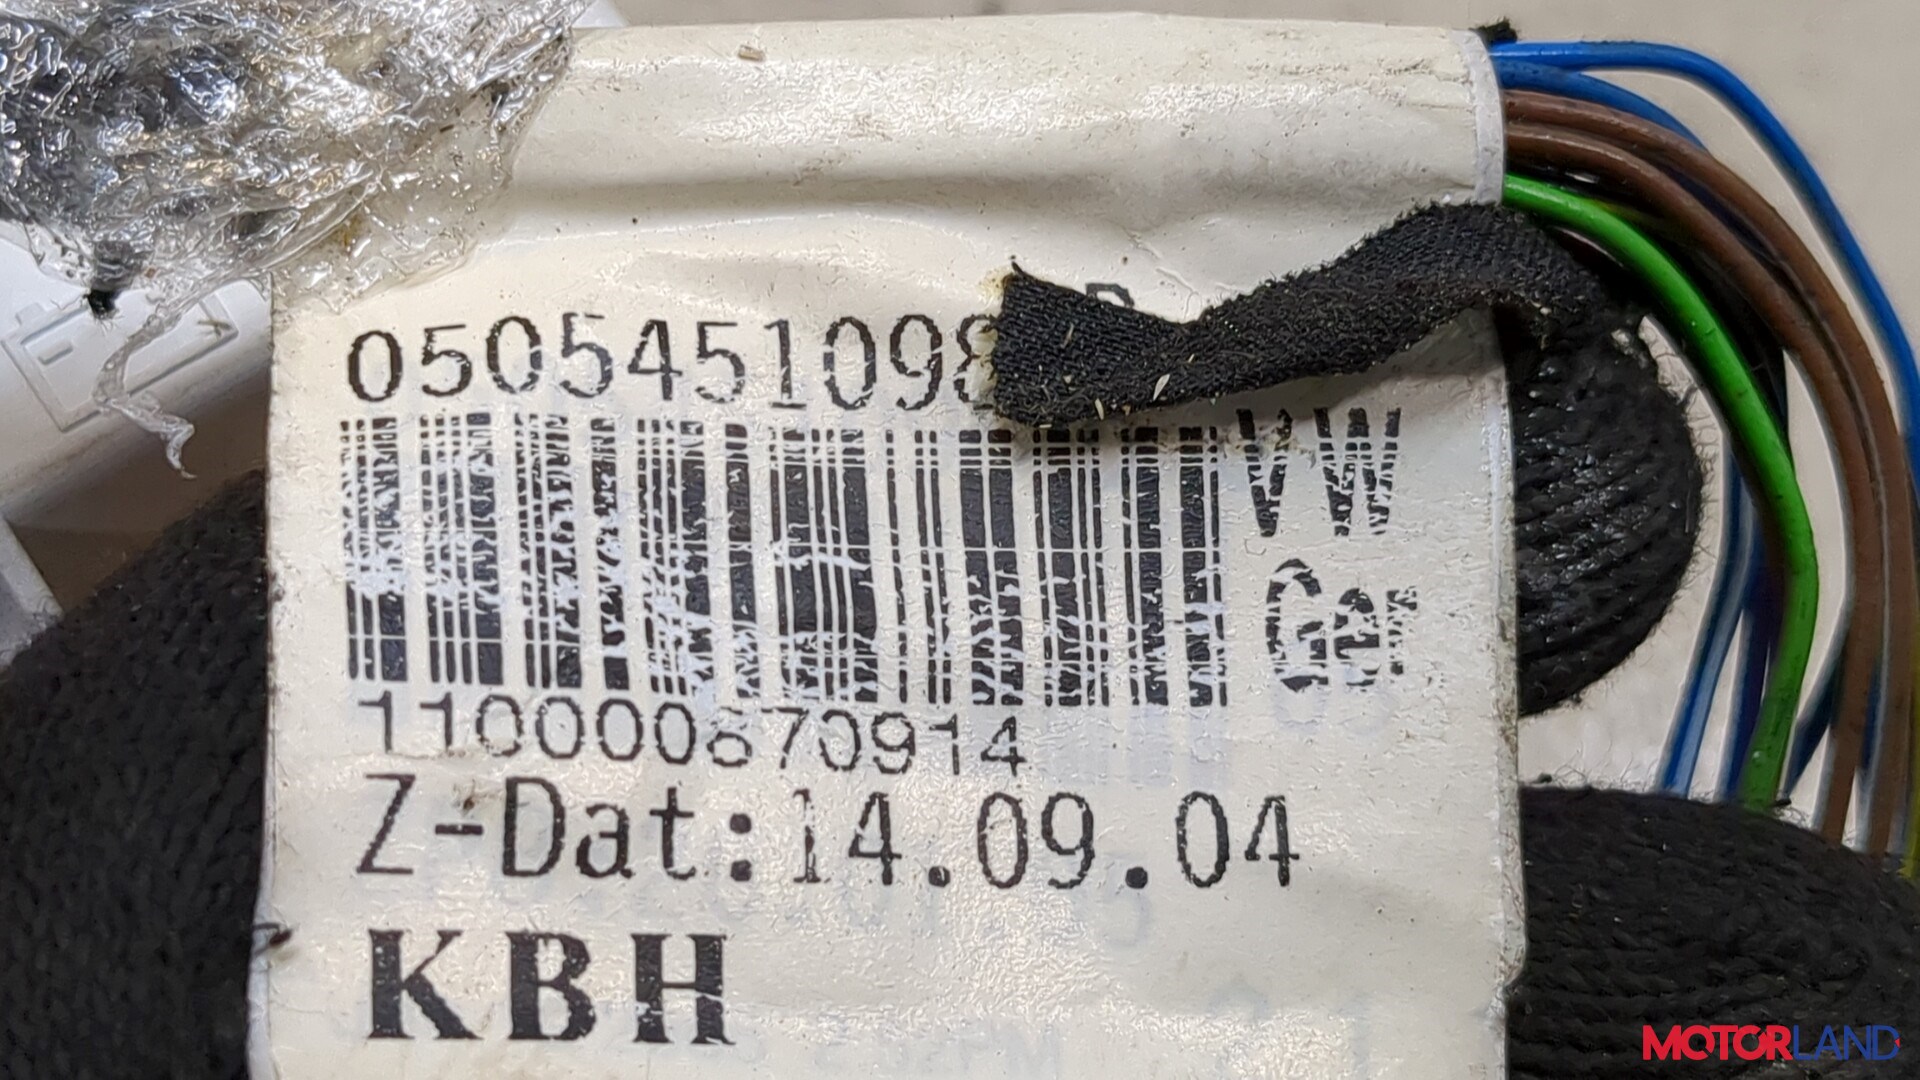 0505451098
VW
Ger
110000870914
Z-Dat:14.09.04
KBH
MOTORLAND